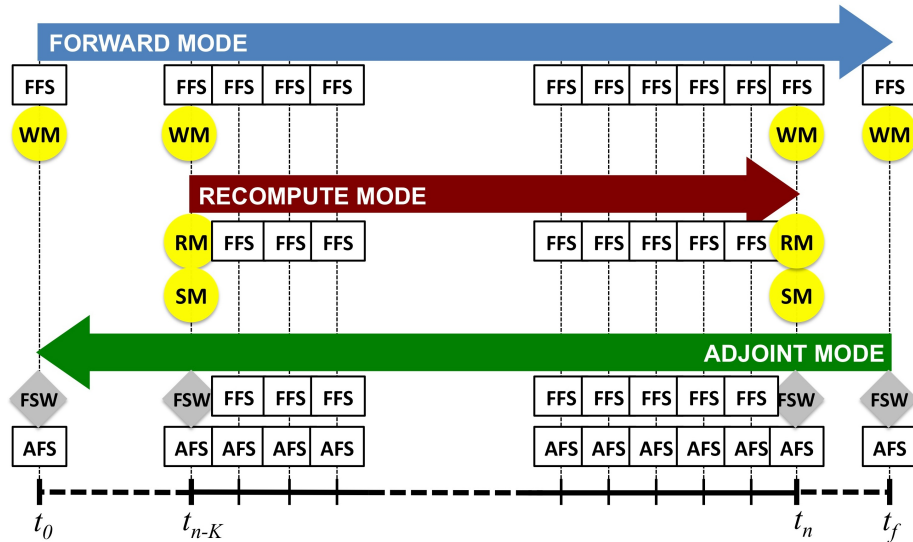 FORWARD MODE
FFS FFS FFS FFS FFS FFS FFS FFS FFS FFS FFS FFS
WM WM WM WM
RECOMPUTE MODE
RM FFS FFS FFS FFS FFS FFS FFS FFS RM
SM SM
ADJOINT MODE
FSW FSW FFS FFS FFS FFS FFS FFS FFS FFS FSW FSW
AFS AFS AFS AFS AFS AFS AFS AFS AFS AFS AFS AFS
t0 tn-K tn tf